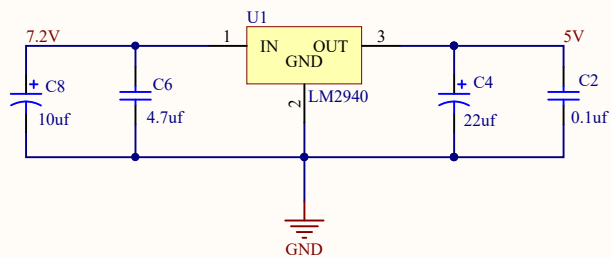 U1
7.2V
1
IN
OUT
3
5V
GND
C8
10uf
C6
4.7uf
2
LM2940
C4
22uf
C2
0.1uf
GND